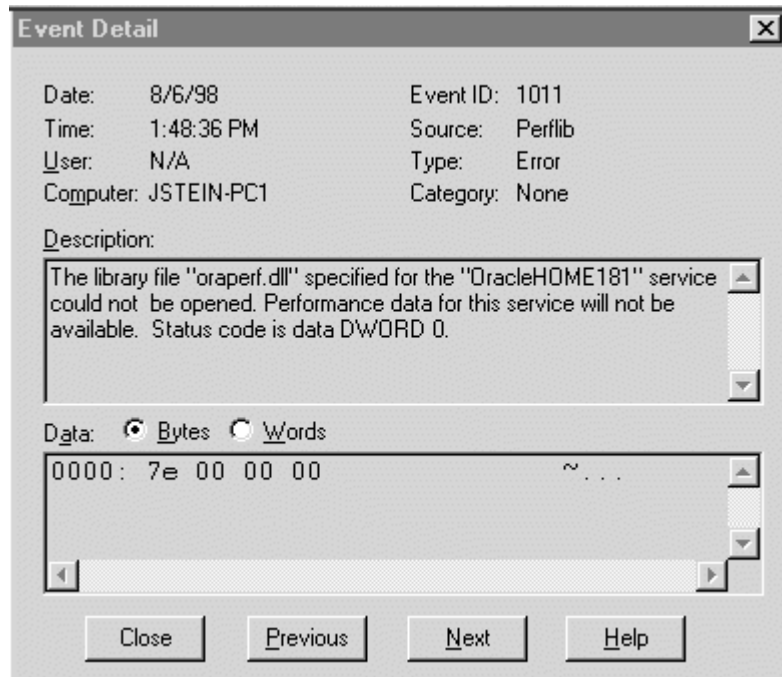 Event Detail
Date: 8/6/98 Event ID: 1011
Time: 1:48:36 PM Source: Perflib
User: N/A Type: Error
Computer: JSTEIN-PC1 Category: None
Description:
The library file "oraperf.dll" specified for the "OracleHOME181" service
could not be opened. Performance data for this service will not be
available. Status code is data DWORD 0.
Data: Bytes Words
0000: 7e 00 00 00 ~...
Close Previous Next Help